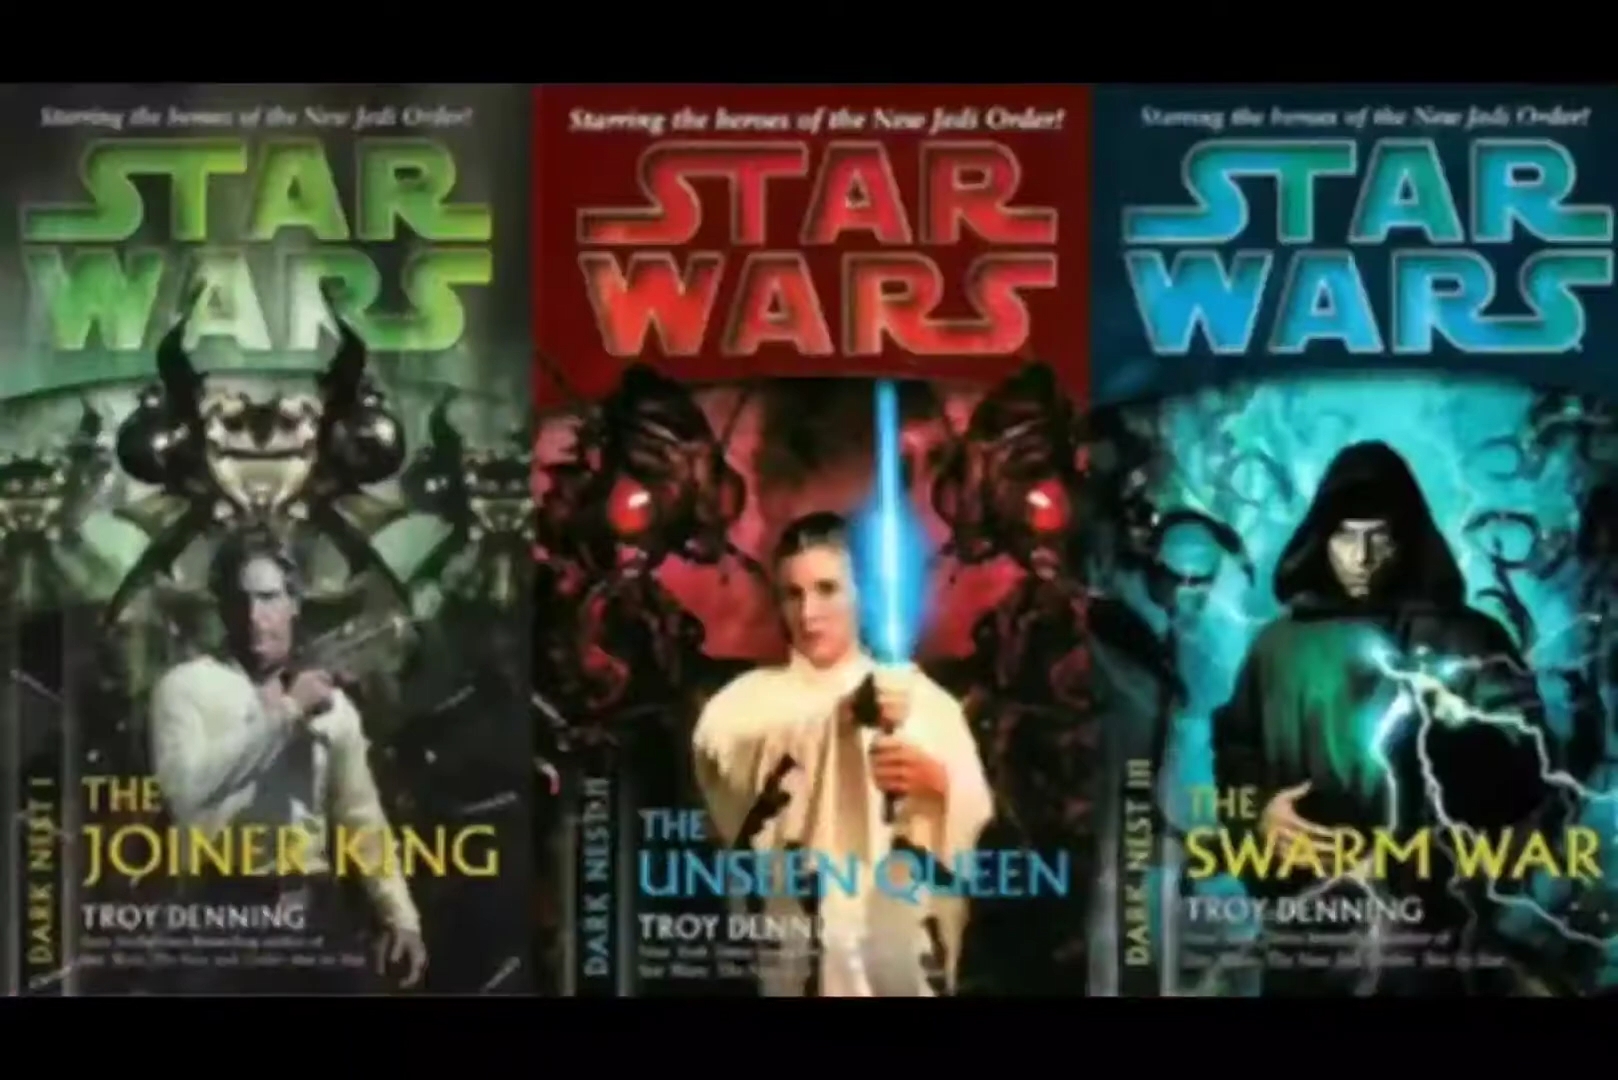 Starring the heroes of the New Jedi Order!
STAR
WARS
DARK NEST I
THE
JOINER KING
TROY DENNING
Starring the heroes of the New Jedi Order!
STAR
WARS
DARK NEST II
THE
UNSEEN QUEEN
TROY DENNI
Starring the heroes of the New Jedi Order!
STAR
WARS
DARK NEST III
THE
SWARM WAR
TROY DENNING